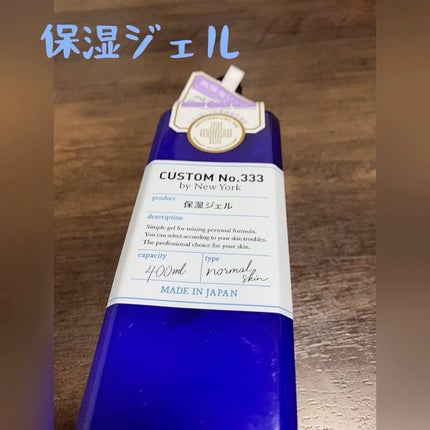 保湿ジェル
CUSTOM No.333
by New York
product
保湿ジェル
description
Simple gel for mixing personal formula.
You can select according to your skin troubles.
The professional choice for your skin.
capacity
400ml
type
normal
skin
MADE IN JAPAN